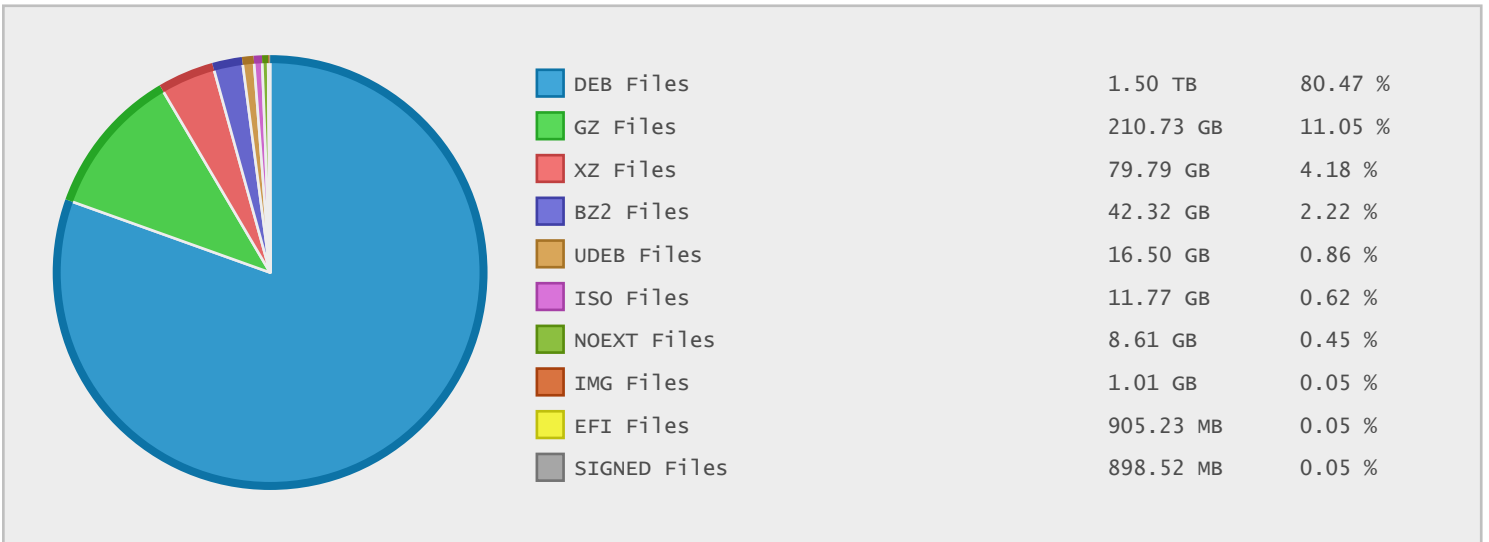 DEB Files 1.50 TB 80.47 %
GZ Files 210.73 GB 11.05 %
XZ Files 79.79 GB 4.18 %
BZ2 Files 42.32 GB 2.22 %
UDEB Files 16.50 GB 0.86 %
ISO Files 11.77 GB 0.62 %
NOEXT Files 8.61 GB 0.45 %
IMG Files 1.01 GB 0.05 %
EFI Files 905.23 MB 0.05 %
SIGNED Files 898.52 MB 0.05 %